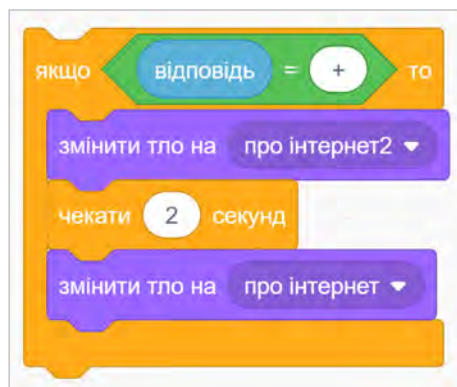 якщо відповідь = + то
змінити тло на про інтернет2
чекати 2 секунд
змінити тло на про інтернет